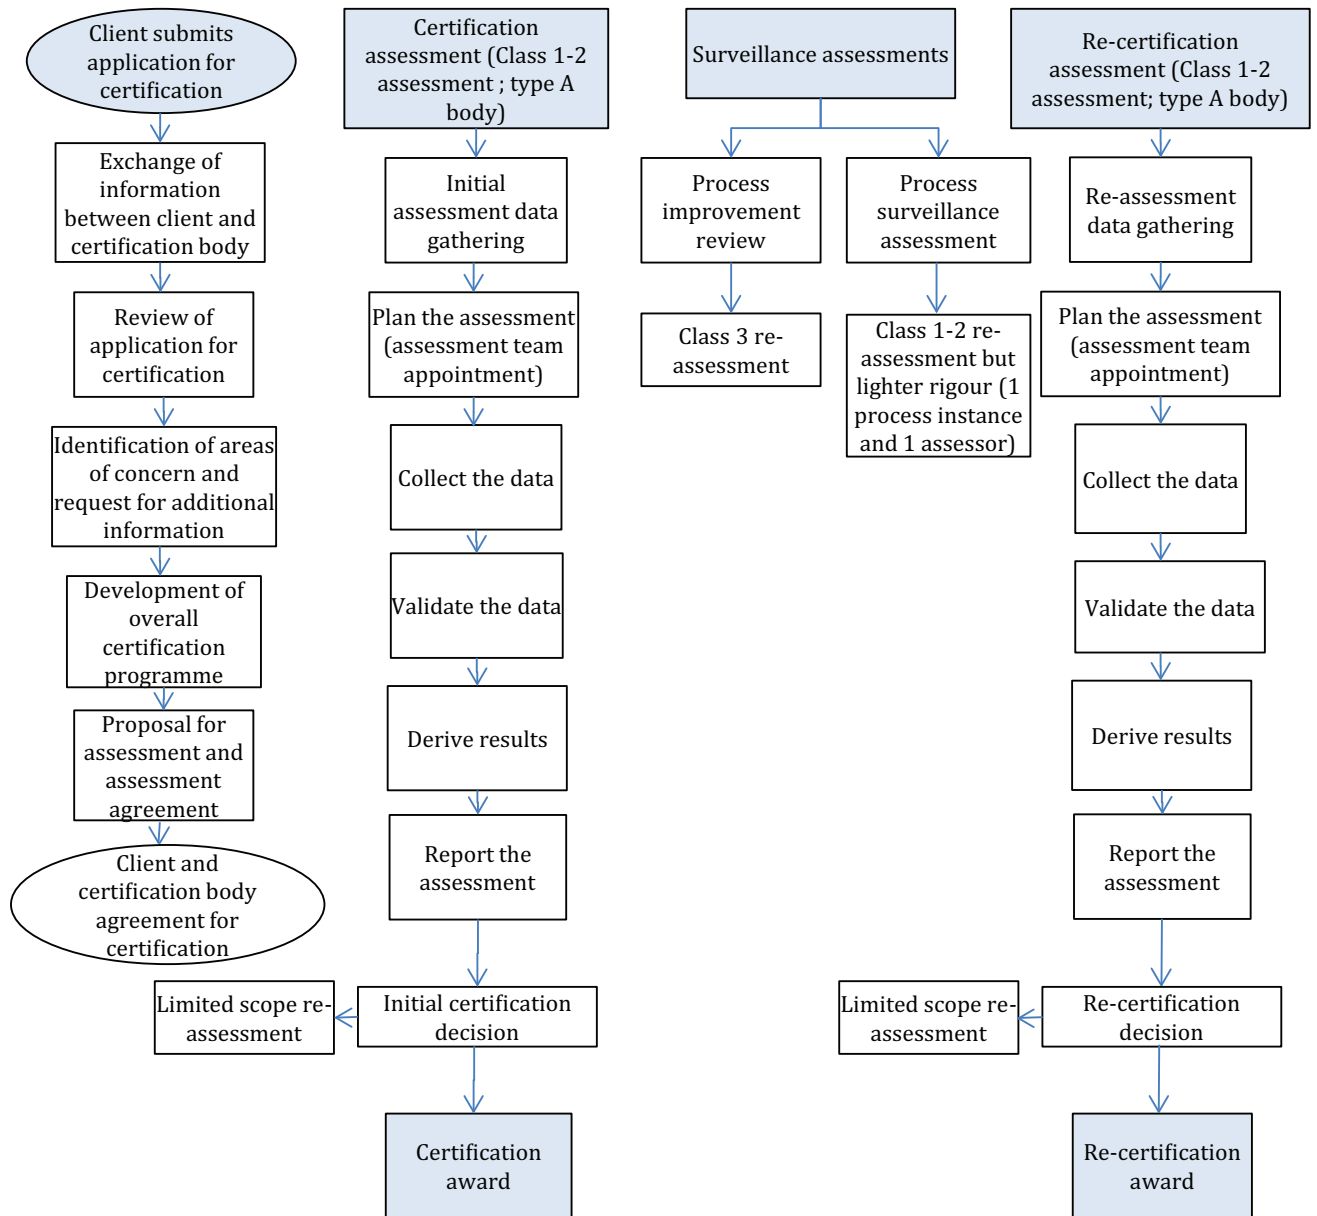 Client submits
application for
certification
Exchange of
information
between client and
certification body
Review of
application for
certification
Identification of areas
of concern and
request for additional
information
Development of
overall
certification
programme
Proposal for
assessment and
assessment
agreement
Client and
certification body
agreement for
certification
Certification
assessment (Class 1-2
assessment ; type A
body)
Initial
assessment data
gathering
Plan the assessment
(assessment team
appointment)
Collect the data
Validate the data
Derive results
Report the
assessment
Initial certification
decision
Limited scope re-
assessment
Certification
award
Surveillance assessments
Process
improvement
review
Class 3 re-
assessment
Process
surveillance
assessment
Class 1-2 re-
assessment but
lighter rigour (1
process instance
and 1 assessor)
Re-certification
assessment (Class 1-2
assessment; type A body)
Re-assessment
data gathering
Plan the assessment
(assessment team
appointment)
Collect the data
Validate the data
Derive results
Report the
assessment
Re-certification
decision
Limited scope re-
assessment
Re-certification
award